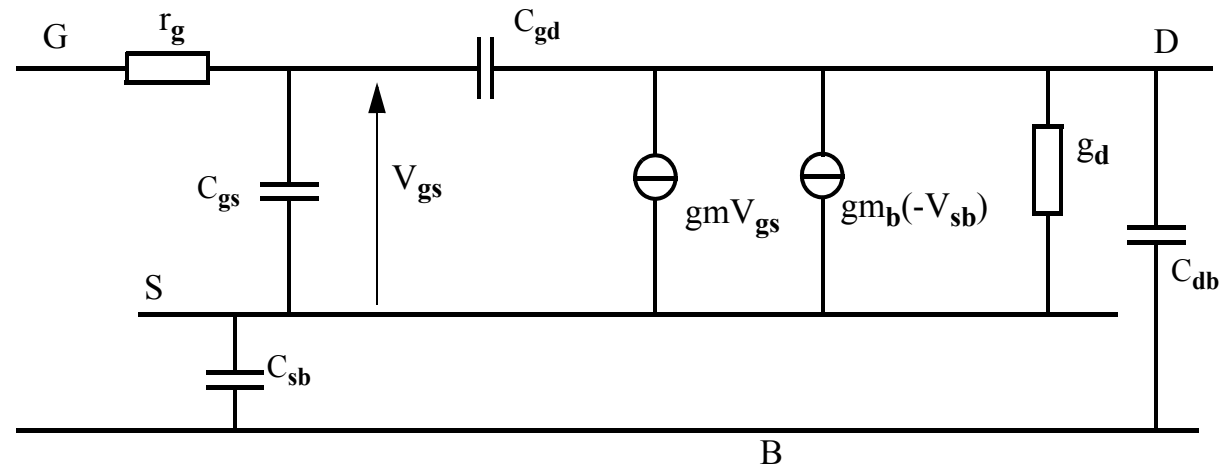 G
r_g
C_gd
D
C_gs
V_gs
gmV_gs
gm_b(-V_sb)
g_d
C_db
S
C_sb
B